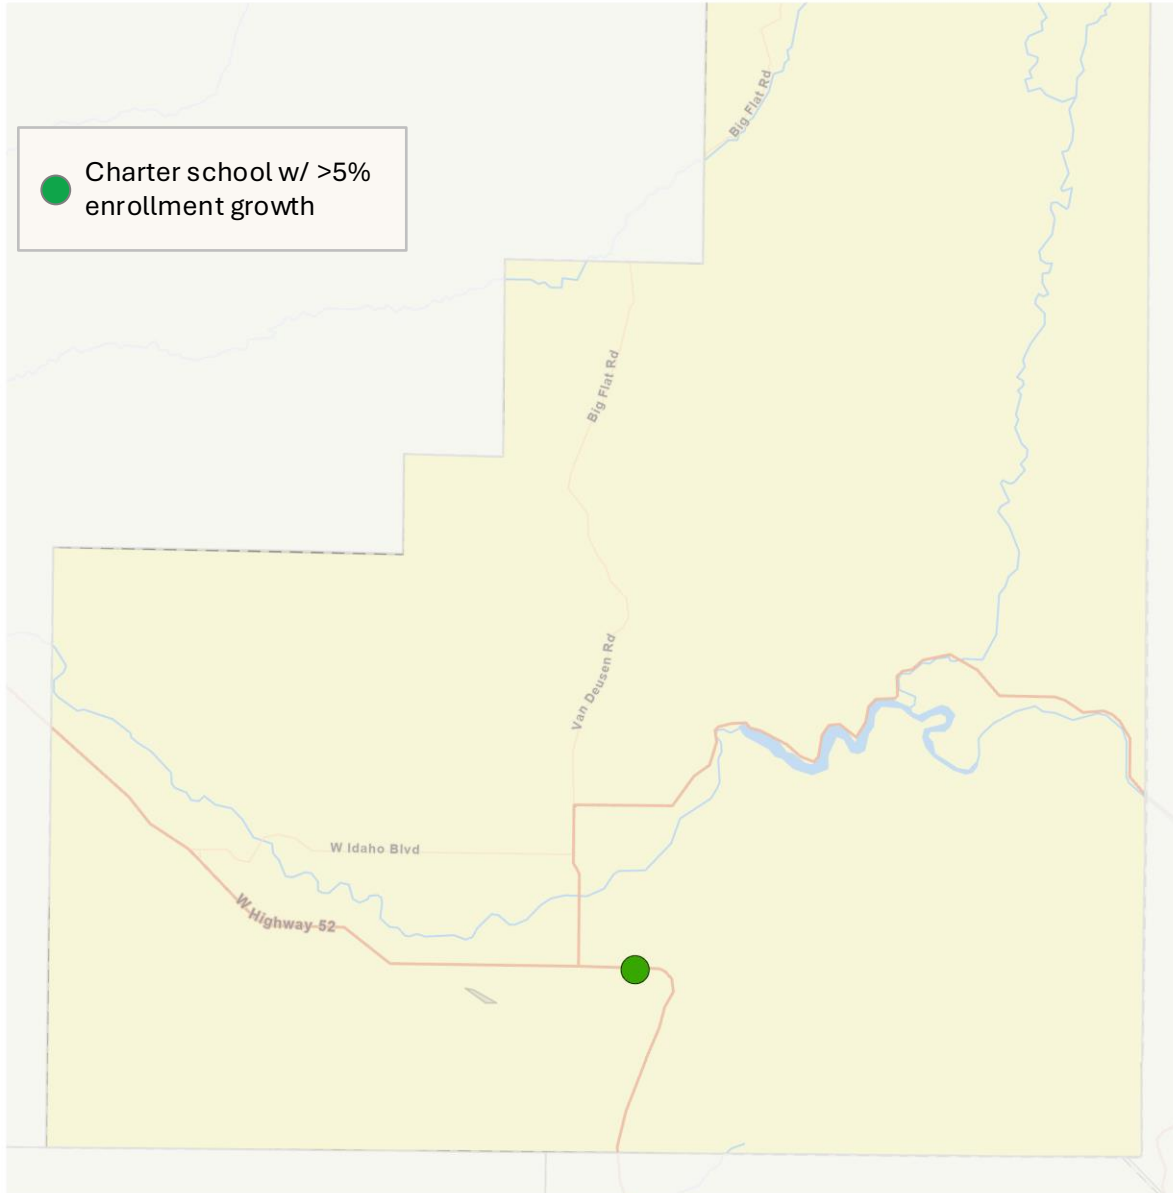 Big Flat Rd
Charter school w/ >5%
enrollment growth
Big Flat Rd
Van Deusen Rd
W Idaho Blvd
W Highway 52